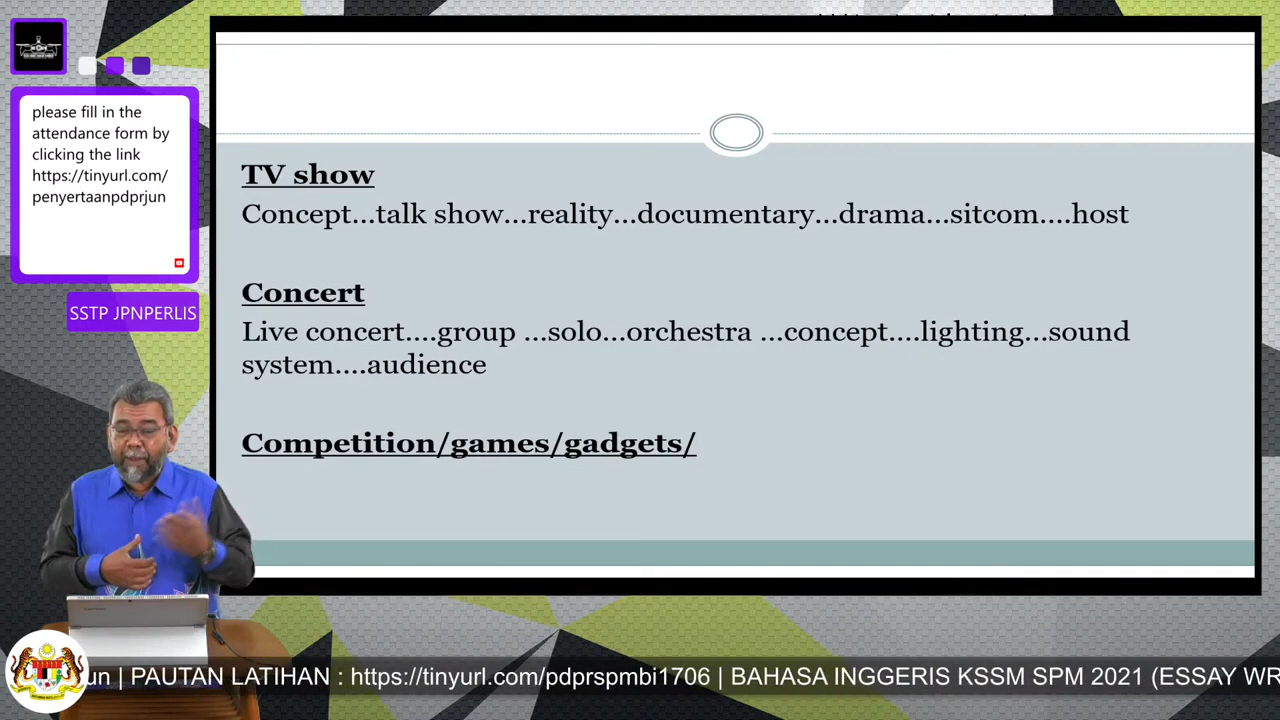 please fill in the
attendance form by
clicking the link
https://tinyurl.com/
penyertaanpdprjun
SSTP JPNPERLIS
TV show
Concept...talk show...reality...documentary...drama...sitcom....host
Concert
Live concert....group ...solo...orchestra ...concept....lighting...sound
system....audience
Competition/games/gadgets/
un | PAUTAN LATIHAN : https://tinyurl.com/pdprspmbi1706 | BAHASA INGGERIS KSSM SPM 2021 (ESSAY WR